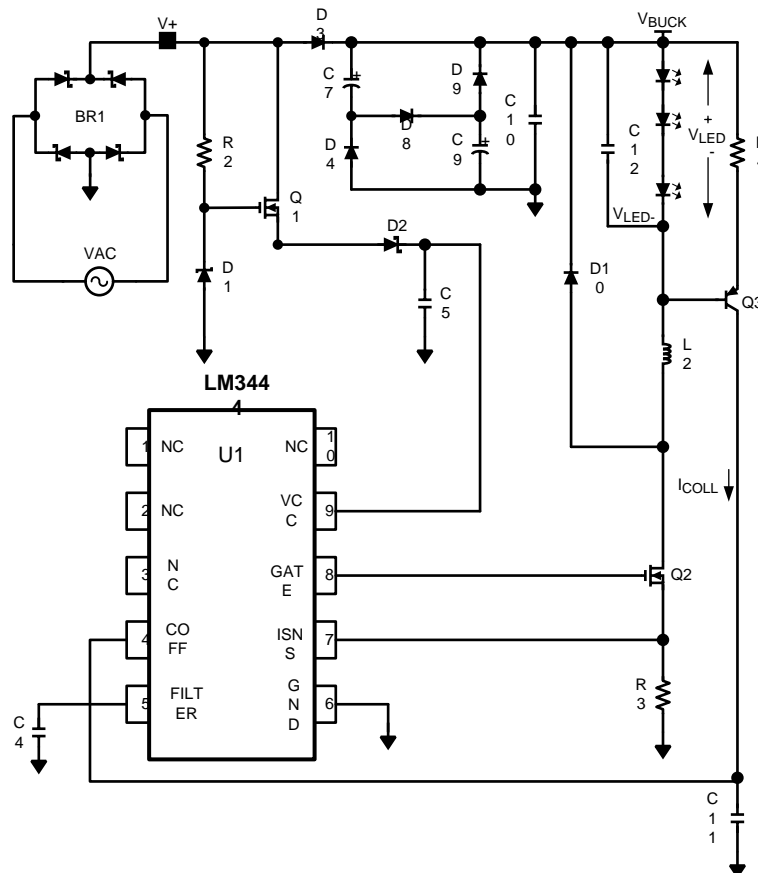 V+
D
3
VBUCK
BR1
R
2
C
7
+
D
9
D
8
D
4
C
9
+
C
1
0
C
1
2
+
VLED
-
VLED-
Q
1
D2
D
1
C
5
D1
0
Q3
L
2
VAC
LM344
4
U1
1
NC
NC
1
0
2
NC
VC
C
9
3
N
C
GAT
E
8
4
CO
FF
ISN
S
7
5
FILT
ER
G
N
D
6
ICOLL
Q2
R
3
C
4
C
1
1